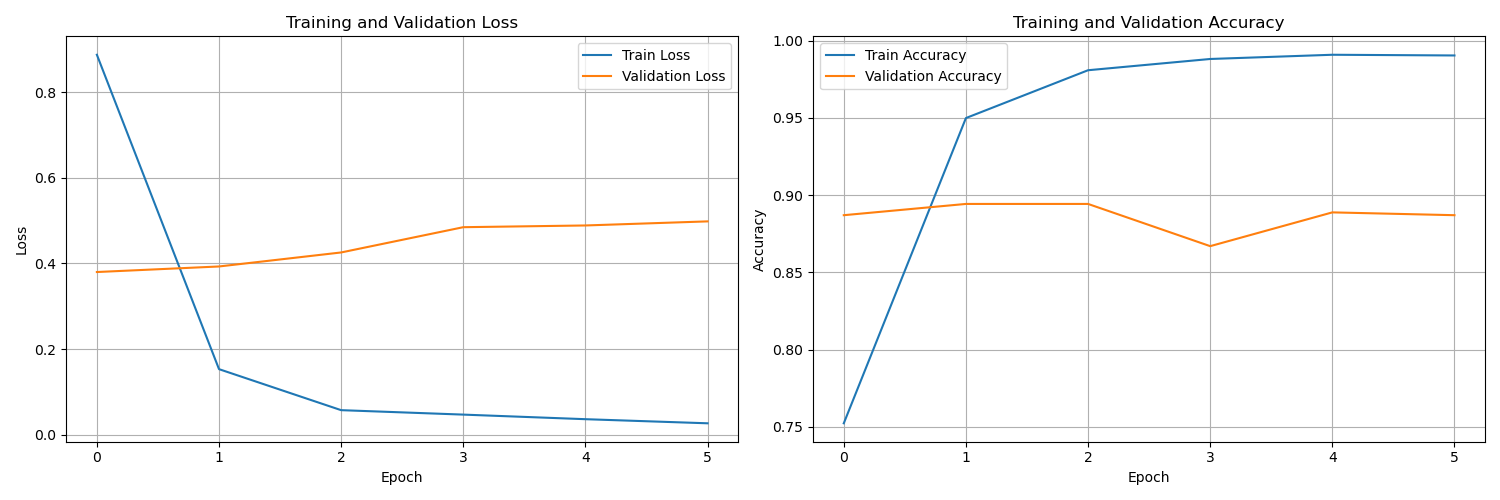 Training and Validation Loss
Train Loss
Validation Loss
0.8
0.6
0.4
0.2
0.0
Loss
0 1 2 3 4 5
Epoch
Training and Validation Accuracy
Train Accuracy
Validation Accuracy
1.00
0.95
0.90
0.85
0.80
0.75
Accuracy
0 1 2 3 4 5
Epoch